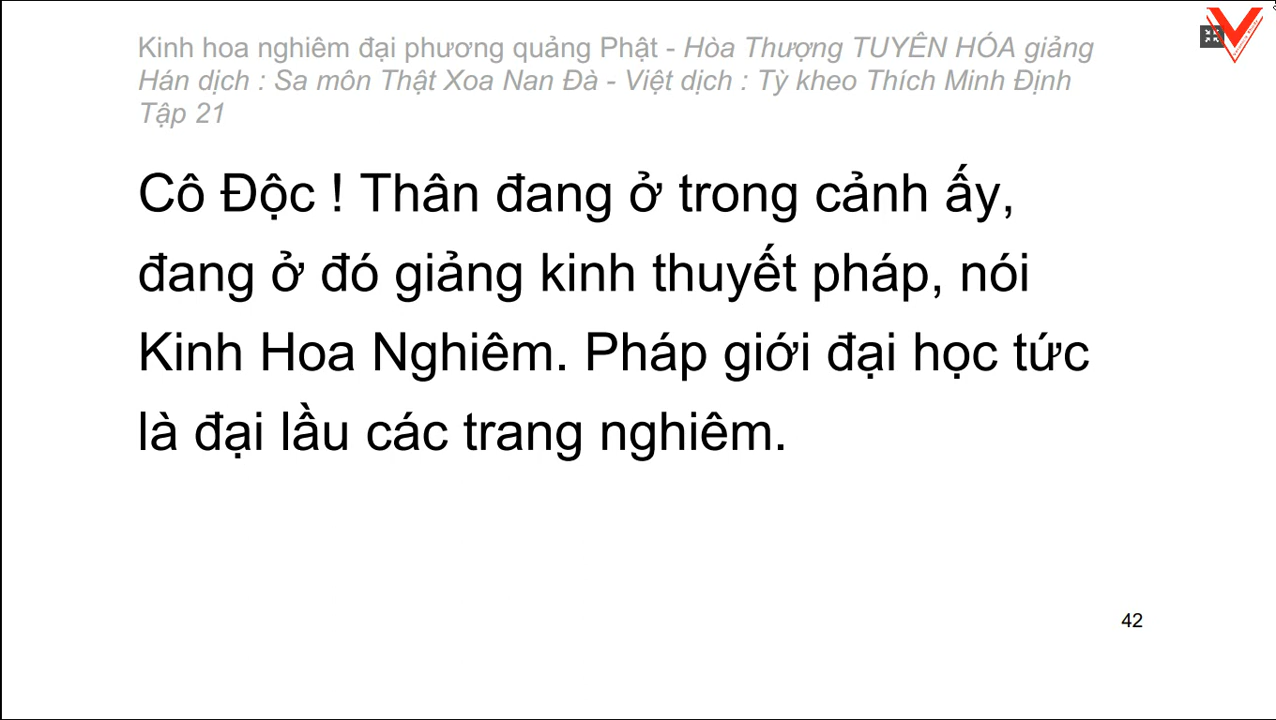 Kinh hoa nghiêm đại phương quảng Phật - Hòa Thượng TUYÊN HÓA giảng
Hán dịch : Sa môn Thật Xoa Nan Đà - Việt dịch : Tỳ kheo Thích Minh Định
Tập 21
Cô Độc ! Thân đang ở trong cảnh ấy,
đang ở đó giảng kinh thuyết pháp, nói
Kinh Hoa Nghiêm. Pháp giới đại học tức
là đại lầu các trang nghiêm.
42